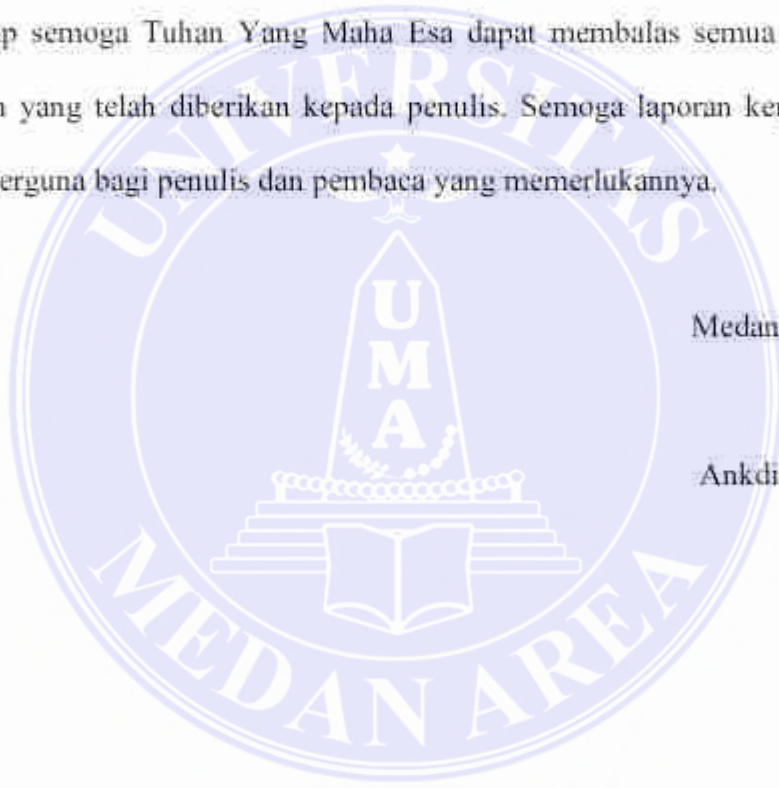 p semoga Tuhan Yang Maha Esa dapat membalas semua
n yang telah diberikan kepada penulis. Semoga laporan ker
erguna bagi penulis dan pembaca yang memerlukannya.
UNIVERSITAS
U
M
A
Medan
Ankdi
MEDAN AREA